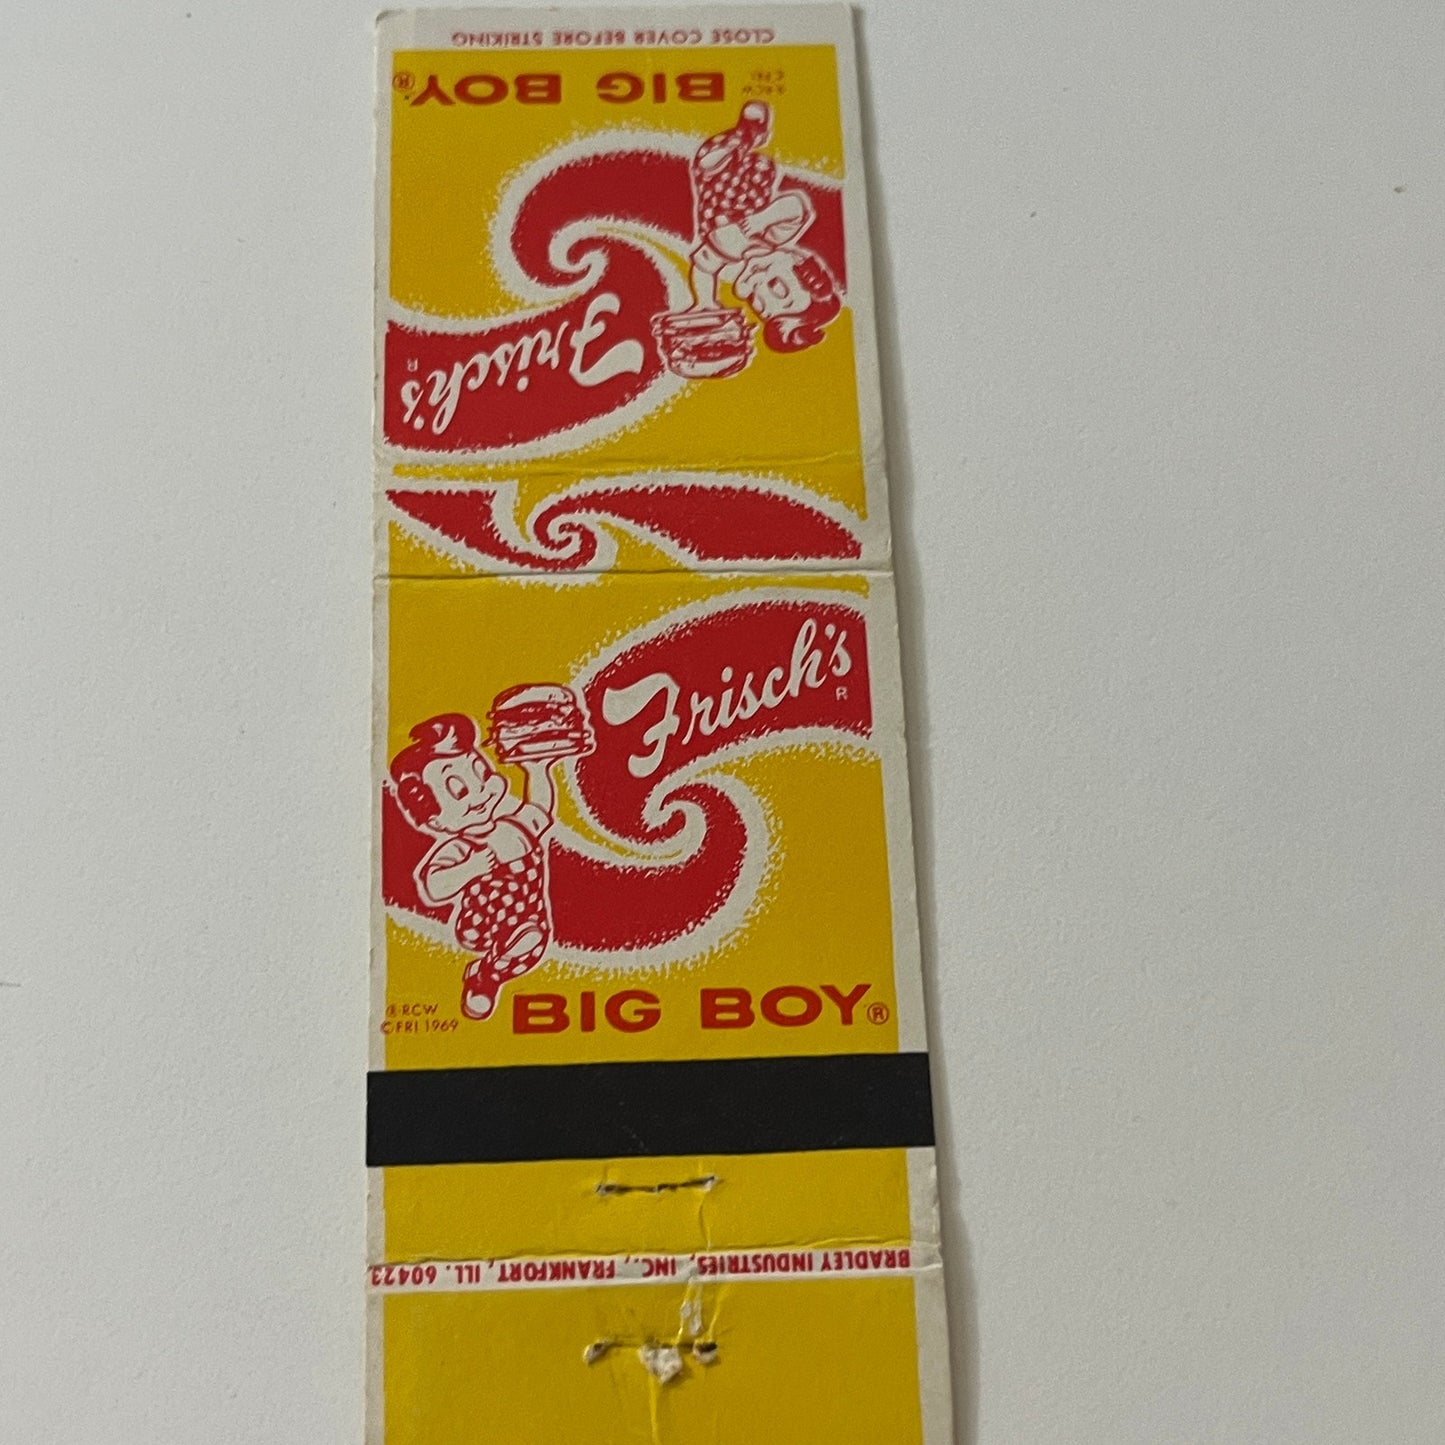 CLOSE COVER BEFORE STRIKING
BIG BOY®
® RCW
© FRI
Frisch's
R
Frisch's
R
® RCW
© FRI 1969
BIG BOY®
BRADLEY INDUSTRIES, INC., FRANKFORT, ILL. 60423